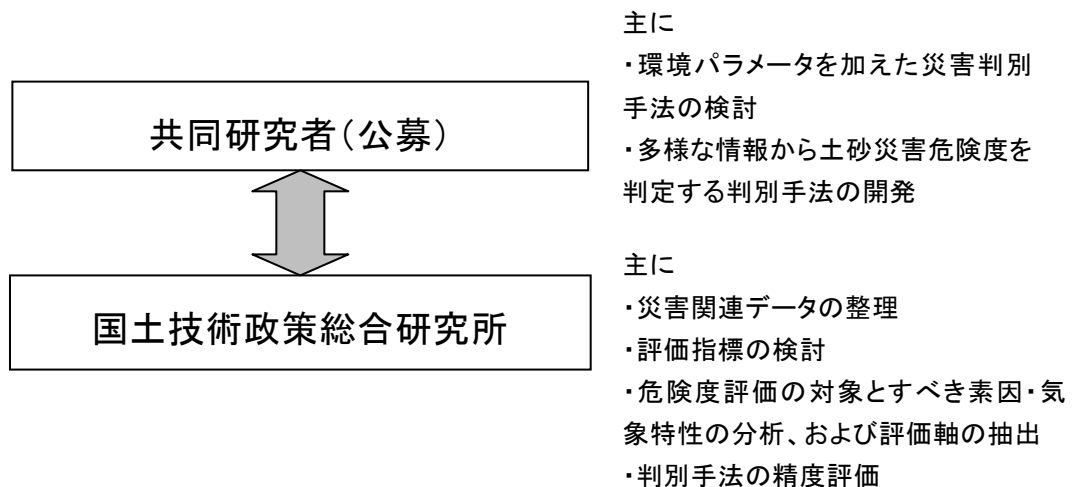 主に
・環境パラメータを加えた災害判別
手法の検討
・多様な情報から土砂災害危険度を
判定する判別手法の開発
共同研究者（公募）
主に
・災害関連データの整理
・評価指標の検討
・危険度評価の対象とすべき素因・気
象特性の分析、および評価軸の抽出
・判別手法の精度評価
国土技術政策総合研究所